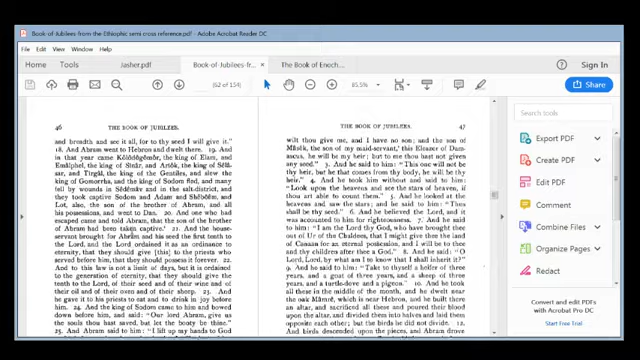 Book of Jubilees from the Ethiopic semi cross reference.pdf - Adobe Acrobat Reader DC
File Edit View Window Help
Home Tools Jasher.pdf Book of Jubilees-from... × The Book of Enoch... Sign In
(62 of 154) 85.5% Share
46 THE BOOK OF JUBILEES.
and breadth and see it all, for to thy seed I will give it."
18. And Abram went to Hebron and dwelt there. 19. And
in that year came Kôlôdôgômôr, the king of Elam, and
Emâlphel, the king of Sinâr, and Ariôk, the king of Sêlâ-
sar, and Tirgâl, the king of the Gentiles, and slew the
king of Gomorra, and the king of Sodom fled, and many
fell by wounds in Sêdêmâv and in the salt-district, and
they took captive Sodom and Adam and Shêbôêm, and
Lot, also, the son of the brother of Abram, and all
his possessions, and went to Dan. 20. And one who had
escaped came and told Abram, that the son of the brother
of Abram had been taken captive. 21. And the house-
servant brought for Abram and his seed the first tenth to
the Lord, and the Lord ordained it as an ordinance to
eternity, that they should give [this] to the priests who
served before him, that they should possess it forever. 22.
And to this law is not a limit of days, but it is ordained
to the generation of eternity, that they should give the
tenth to the Lord, of their seed and of their wine and of
their oil and of their oxen and of their sheep. 23. And
he gave it to his priests to eat and to drink in joy before
him. 24. And the king of Sodom came to him and bowed
down before him, and said: "Our lord Abram, give us
the souls thou hast saved, but let the booty be thine."
25. And Abram said to him: "I lift up my hands to God
THE BOOK OF JUBILEES. 47
wilt thou give me, and I have no son; and the son of
Mâsêk, the son of my maid-servant, this Eleazer of Dam-
ascus, he will be my heir; but to me thou hast not given
any seed." 3. And he said to him: "This one will not be
thy heir, but he that comes from thy body, he will be thy
heir." 4. And he took him without and said to him:
"Look upon the heavens and see the stars of heaven, if
thou art able to count them." 5. And he looked at the
heavens and saw the stars; and he said to him: "Thus
shall be thy seed." 6. And he believed the Lord, and it
was accounted to him for righteousness. 7. And he said to
him: "I am the Lord thy God, who have brought thee
out of Ur of the Chaldees, that I might give thee the land
of Canaan for an eternal possession, and I will be to thee
and thy children after thee a God." 8. And he said: "O
Lord, Lord, by what am I to know that I shall inherit it?"
9. And he said to him: "Take to thyself a heifer of three
years, and a goat of three years, and a sheep of three
years, and a turtle-dove and a pigeon." 10. And he took
all these in the middle of the month, and he dwelt near
the oak Mamrê, which is near Hebron, and he built there
an altar, and sacrificed all these and poured their blood
upon the altar, and divided them into halves and laid them
opposite each other; but the birds he did not divide. 11.
And birds descended upon the pieces, and Abram drove
Search tools
Export PDF
Create PDF
Edit PDF
Comment
Combine Files
Organize Pages
Redact
Convert and edit PDFs
with Acrobat Pro DC
Start Free Trial